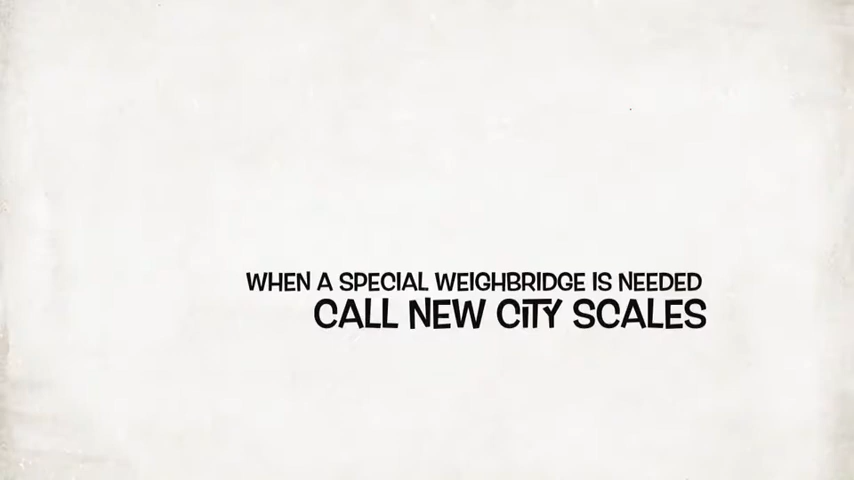 WHEN A SPECIAL WEIGHBRIDGE IS NEEDED
CALL NEW CiTY SCALES